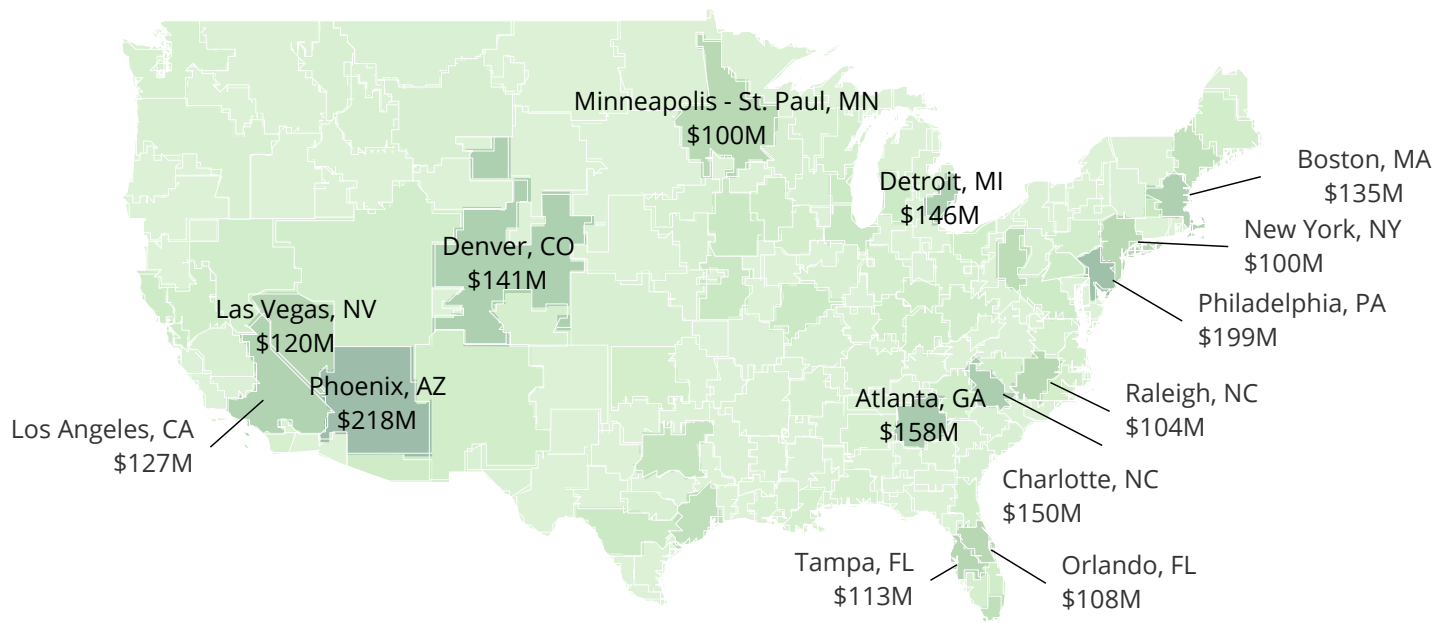 Minneapolis - St. Paul, MN
$100M
Boston, MA
$135M
Detroit, MI
$146M
New York, NY
$100M
Denver, CO
$141M
Philadelphia, PA
$199M
Las Vegas, NV
$120M
Phoenix, AZ
$218M
Atlanta, GA
$158M
Raleigh, NC
$104M
Los Angeles, CA
$127M
Charlotte, NC
$150M
Tampa, FL
$113M
Orlando, FL
$108M